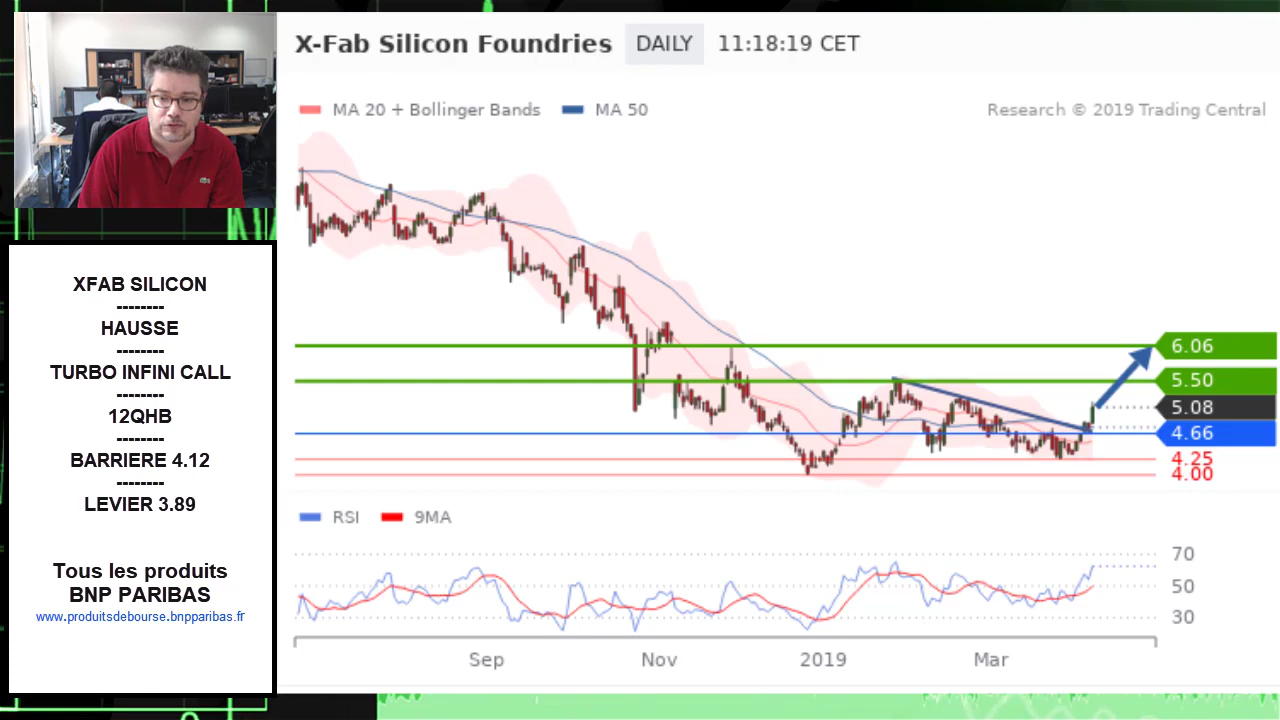 X-Fab Silicon Foundries DAILY 11:18:19 CET
MA 20 + Bollinger Bands MA 50 Research © 2019 Trading Central
6.06
5.50
5.08
4.66
4.25
4.00
RSI 9MA
70
50
30
Sep Nov 2019 Mar
XFAB SILICON
--------
HAUSSE
--------
TURBO INFINI CALL
--------
12QHB
--------
BARRIERE 4.12
--------
LEVIER 3.89
Tous les produits
BNP PARIBAS
www.produitsdebourse.bnpparibas.fr